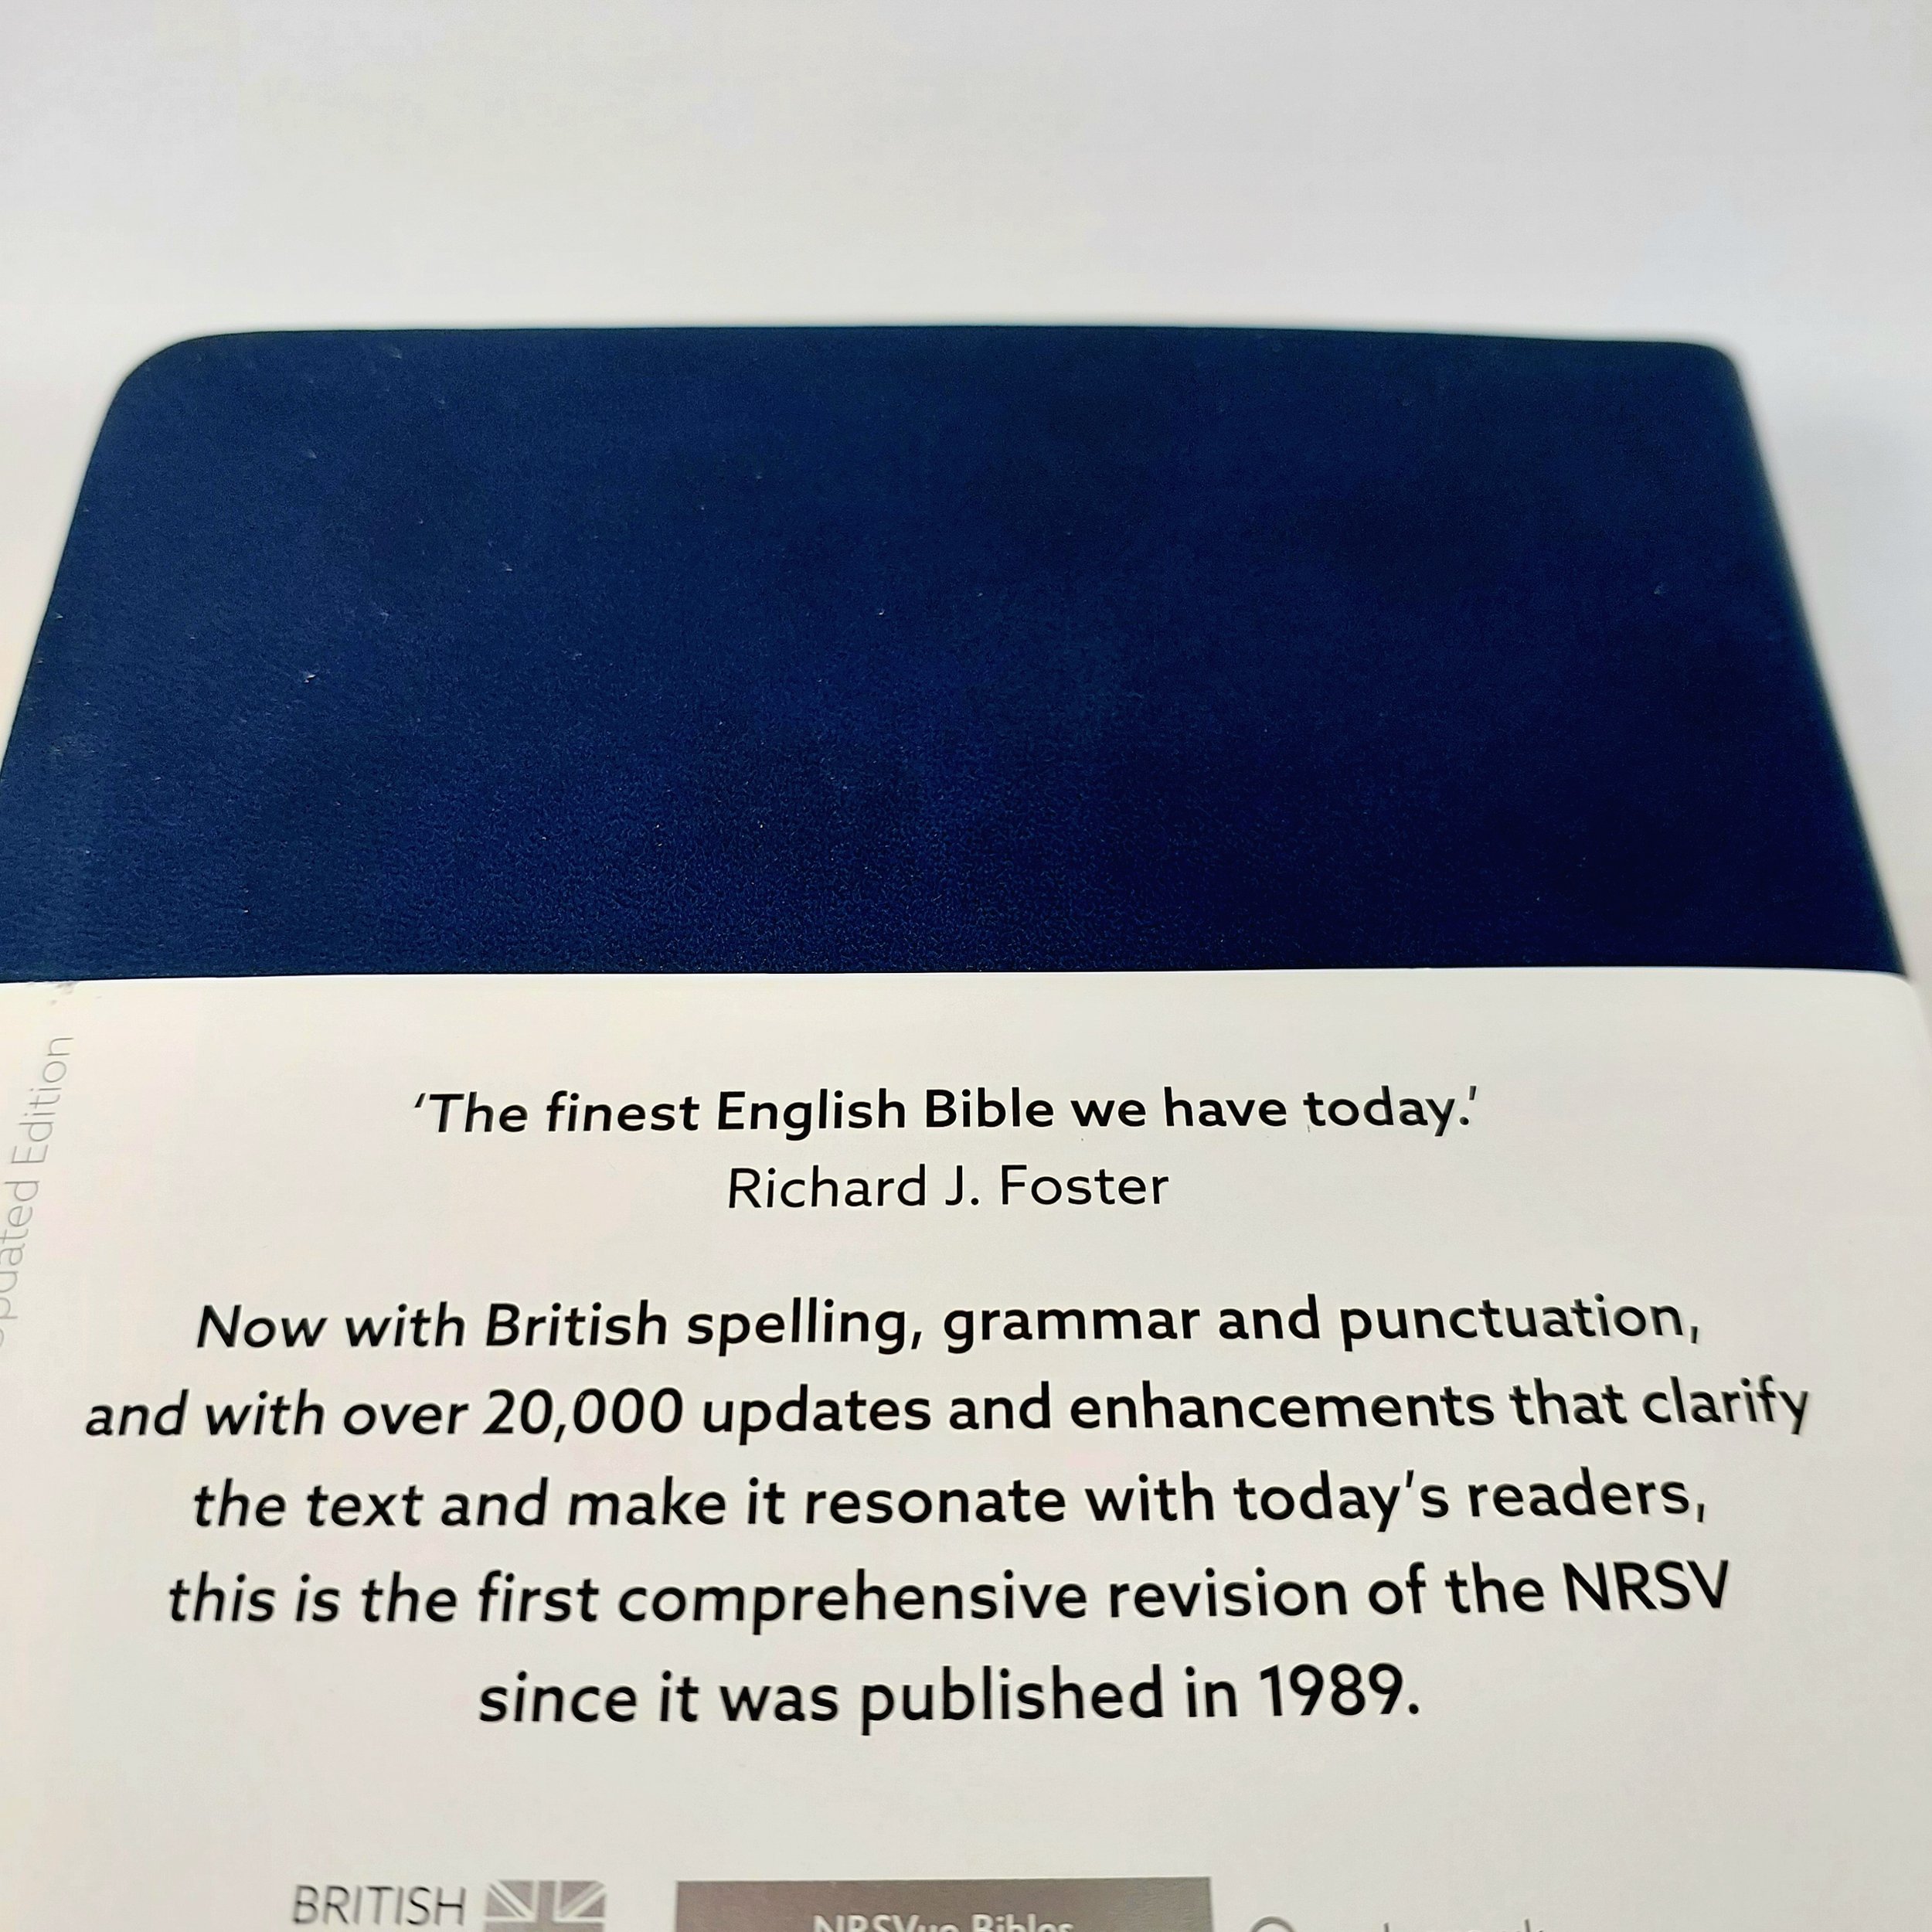 ‘The finest English Bible we have today.’
Richard J. Foster
Now with British spelling, grammar and punctuation,
and with over 20,000 updates and enhancements that clarify
the text and make it resonate with today’s readers,
this is the first comprehensive revision of the NRSV
since it was published in 1989.
Edition
BRITISH
NRSVue Bibles